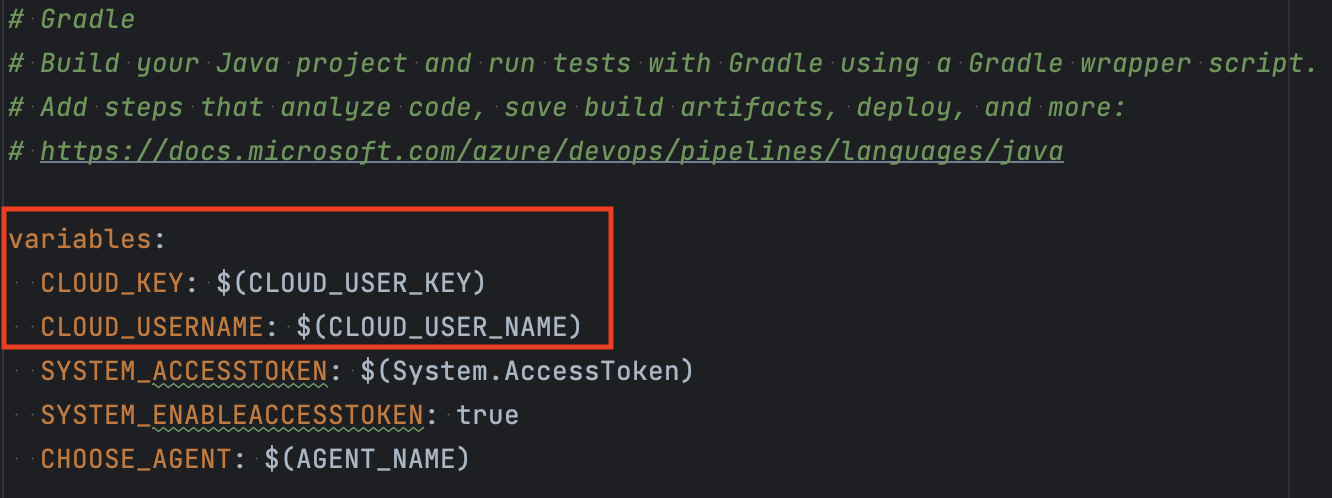 # Gradle
# Build your Java project and run tests with Gradle using a Gradle wrapper script.
# Add steps that analyze code, save build artifacts, deploy, and more:
# https://docs.microsoft.com/azure/devops/pipelines/languages/java
variables:
  CLOUD_KEY: $(CLOUD_USER_KEY)
  CLOUD_USERNAME: $(CLOUD_USER_NAME)
  SYSTEM_ACCESSTOKEN: $(System.AccessToken)
  SYSTEM_ENABLEACCESSTOKEN: true
  CHOOSE_AGENT: $(AGENT_NAME)